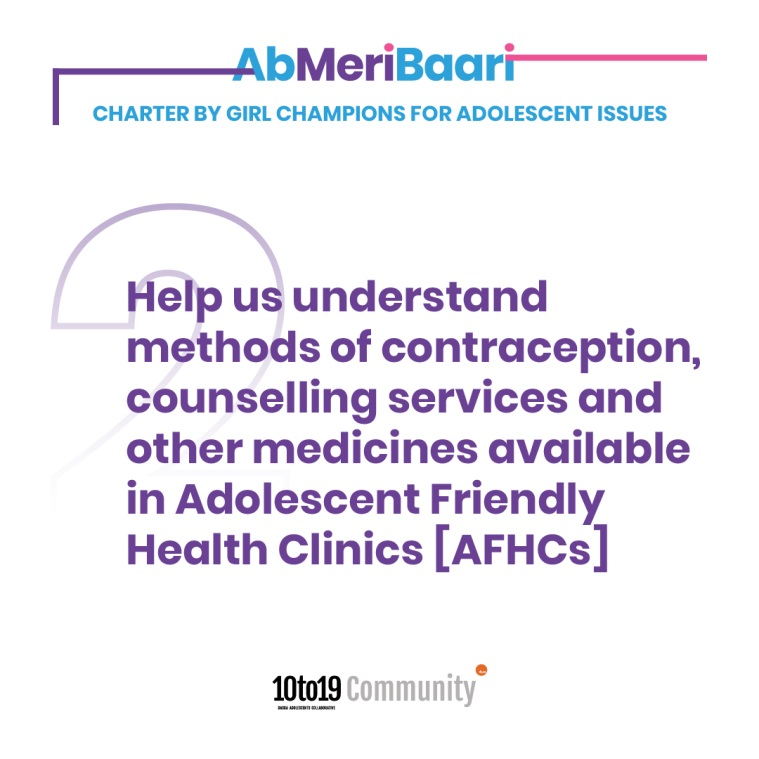 AbMeriBaari
CHARTER BY GIRL CHAMPIONS FOR ADOLESCENT ISSUES
2
Help us understand
methods of contraception,
counselling services and
other medicines available
in Adolescent Friendly
Health Clinics [AFHCs]
10to19 Community
DASRA ADOLESCENTS COLLABORATIVE